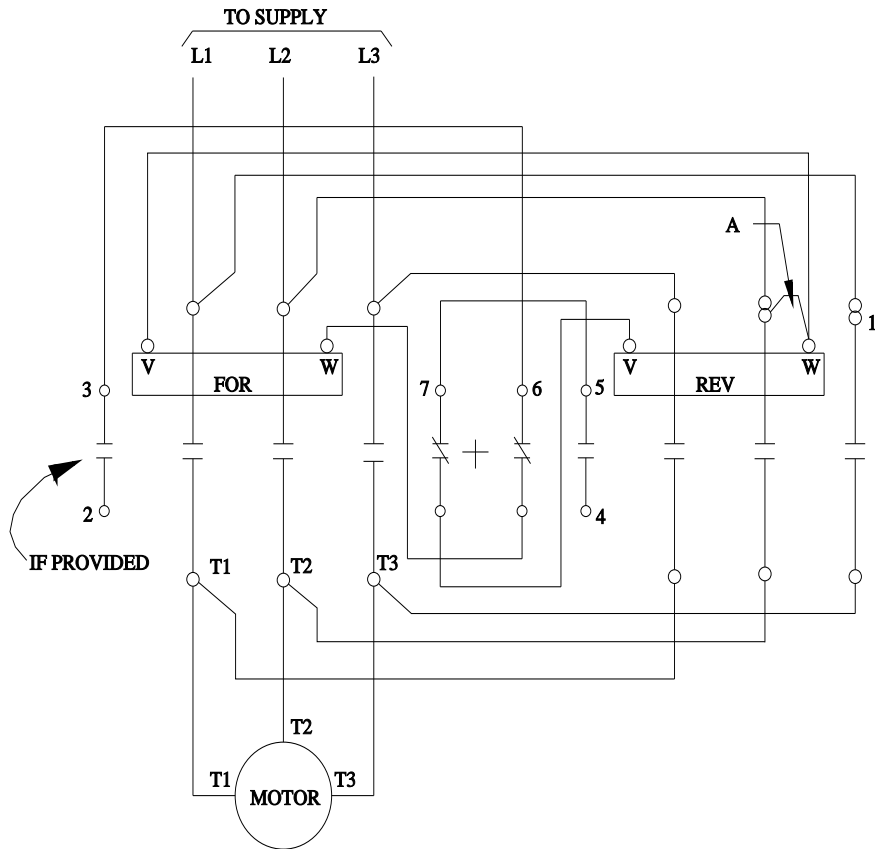 TO SUPPLY
L1 L2 L3
A
1
V W V W
FOR REV
3 7 6 5
2 4
IF PROVIDED
T1 T2 T3
T2
T1 T3
MOTOR